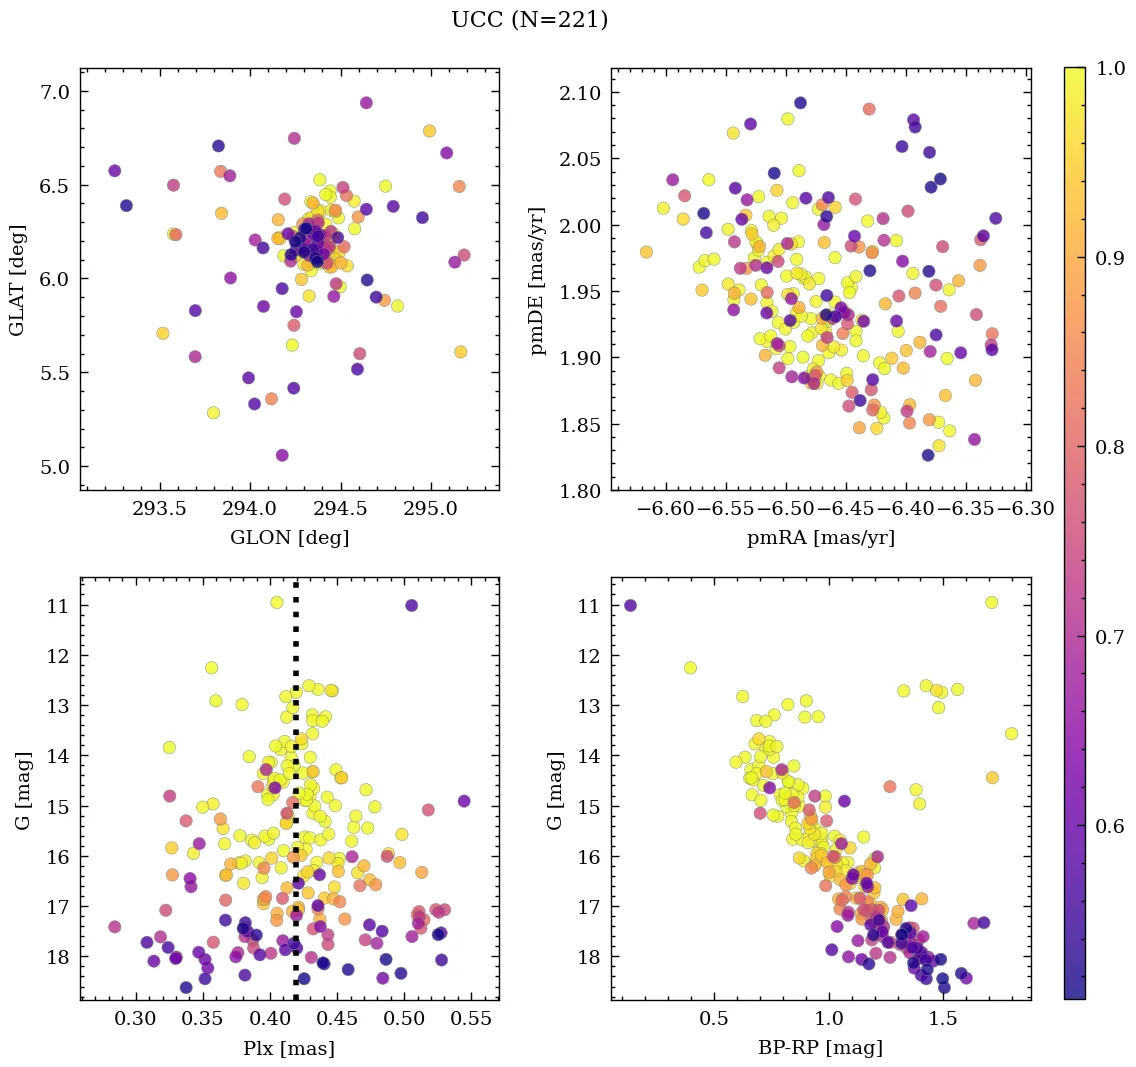 UCC (N=221)
7.0
6.5
6.0
5.5
5.0
GLAT [deg]
293.5 294.0 294.5 295.0
GLON [deg]
2.10
2.05
2.00
1.95
1.90
1.85
1.80
pmDE [mas/yr]
−6.60 −6.55 −6.50 −6.45 −6.40 −6.35 −6.30
pmRA [mas/yr]
1.0
0.9
0.8
0.7
0.6
11
12
13
14
15
16
17
18
G [mag]
0.30 0.35 0.40 0.45 0.50 0.55
Plx [mas]
11
12
13
14
15
16
17
18
G [mag]
0.5 1.0 1.5
BP-RP [mag]